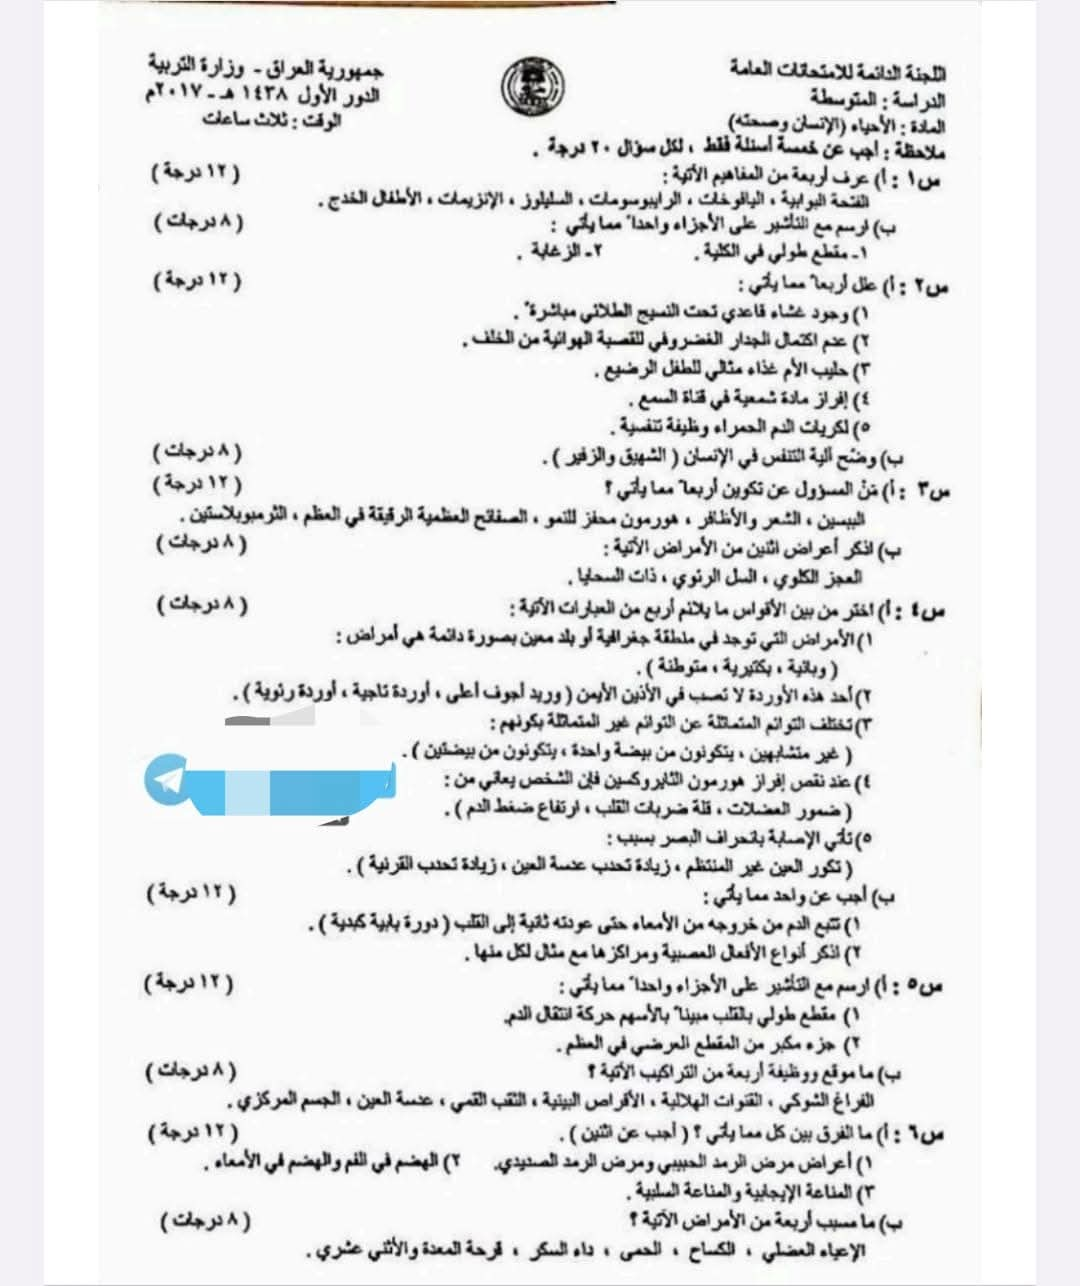 اللجنة الدائمة للامتحانات العامة
الدراسة : المتوسطة
المادة : الأحياء (الإنسان وصحته)
جمهورية العراق - وزارة التربية
الدور الأول ١٤٣٨ هـ - ٢٠١٧م
الوقت : ثلاث ساعات
ملاحظة : أجب عن خمسة أسئلة فقط ، لكل سؤال ٢٠ درجة .
س١ : أ) عرف أربعة من المفاهيم الآتية : ( ١٢ درجة )
الفتحة البوابية ، اليافوخات ، الرايبوسومات ، السليلوز ، الإنزيمات ، الأطفال الخدج .
ب) ارسم مع التأشير على الأجزاء واحداً مما يأتي : ( ٨ درجات )
١- مقطع طولي في الكلية . ٢- الزغابة .
س٢ : أ) علل أربعاً مما يأتي : ( ١٢ درجة )
١) وجود غشاء قاعدي تحت النسيج الطلائي مباشرةً .
٢) عدم اكتمال الجدار الغضروفي للقصبة الهوائية من الخلف .
٣) حليب الأم غذاء مثالي للطفل الرضيع .
٤) إفراز مادة شمعية في قناة السمع .
٥) لكريات الدم الحمراء وظيفة تنفسية .
ب) وضّح آلية التنفس في الإنسان ( الشهيق والزفير ) . ( ٨ درجات )
س٣ : أ) مَنْ المسؤول عن تكوين أربعاً مما يأتي ؟ ( ١٢ درجة )
الببسين ، الشعر والأظافر ، هورمون محفز للنمو ، الصفائح العظمية الرقيقة في العظم ، الثرمبوبلاستين .
ب) اذكر أعراض اثنين من الأمراض الآتية : ( ٨ درجات )
العجز الكلوي ، السل الرئوي ، ذات السحايا .
س٤ : أ) اختر من بين الأقواس ما يلائم أربع من العبارات الآتية : ( ٨ درجات )
١) الأمراض التي توجد في منطقة جغرافية أو بلد معين بصورة دائمة هي أمراض :
( وبائية ، بكتيرية ، متوطنة ) .
٢) أحد هذه الأوردة لا تصب في الأذين الأيمن ( وريد أجوف أعلى ، أوردة تاجية ، أوردة رئوية ) .
٣) تختلف التوائم المتماثلة عن التوائم غير المتماثلة بكونهم :
( غير متشابهين ، يتكونون من بيضة واحدة ، يتكونون من بيضتين ) .
٤) عند نقص إفراز هورمون الثايروكسين فإن الشخص يعاني من :
( ضمور العضلات ، قلة ضربات القلب ، ارتفاع ضغط الدم ) .
٥) تأتي الإصابة بانحراف البصر بسبب :
( تكور العين غير المنتظم ، زيادة تحدب عدسة العين ، زيادة تحدب القرنية ) .
ب) أجب عن واحد مما يأتي : ( ١٢ درجة )
١) تتبع الدم من خروجه من الأمعاء حتى عودته ثانية إلى القلب ( دورة بابية كبدية ) .
٢) اذكر أنواع الأفعال العصبية ومراكزها مع مثال لكل منها .
س٥ : أ) ارسم مع التأشير على الأجزاء واحداً مما يأتي : ( ١٢ درجة )
١) مقطع طولي بالقلب مبيناً بالأسهم حركة انتقال الدم.
٢) جزء مكبر من المقطع العرضي في العظم .
ب) ما موقع ووظيفة أربعة من التراكيب الآتية ؟ ( ٨ درجات )
الفراغ الشوكي ، القنوات الهلالية ، الأقراص البينية ، الثقب القمي ، عدسة العين ، الجسم المركزي .
س٦ : أ) ما الفرق بين كل مما يأتي ؟ ( أجب عن اثنين ) . ( ١٢ درجة )
١) أعراض مرض الرمد الحبيبي ومرض الرمد الصديدي. ٢) الهضم في الفم والهضم في الأمعاء .
٣) المناعة الإيجابية والمناعة السلبية .
ب) ما مسبب أربعة من الأمراض الآتية ؟ ( ٨ درجات )
الإعياء العضلي ، الكساح ، الحمى ، داء السكر ، قرحة المعدة والأثني عشري .